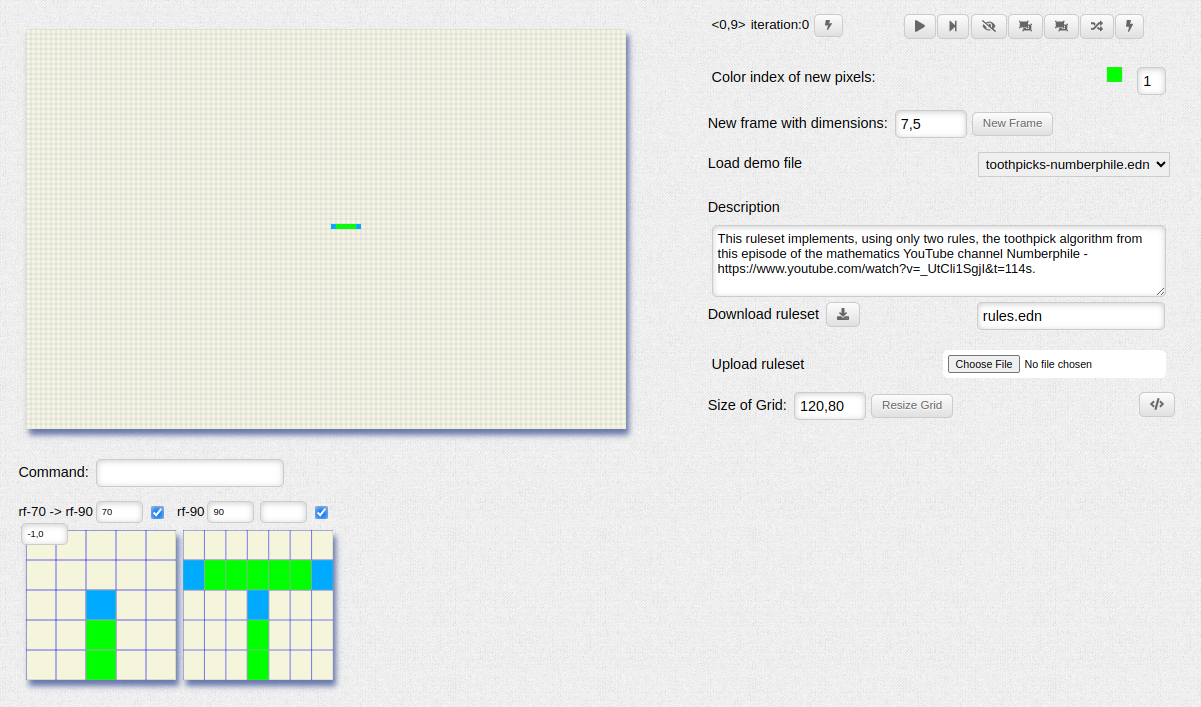 <0,9> iteration:0
Color index of new pixels:
1
New frame with dimensions:
7,5
New Frame
Load demo file
toothpicks-numberphile.edn
Description
This ruleset implements, using only two rules, the toothpick algorithm from
this episode of the mathematics YouTube channel Numberphile -
https://www.youtube.com/watch?v=_UtCli1SgjI&t=114s.
Download ruleset
rules.edn
Upload ruleset
Choose File No file chosen
Size of Grid:
120,80
Resize Grid
</>
Command:
rf-70 -> rf-90
70
rf-90
90
-1,0